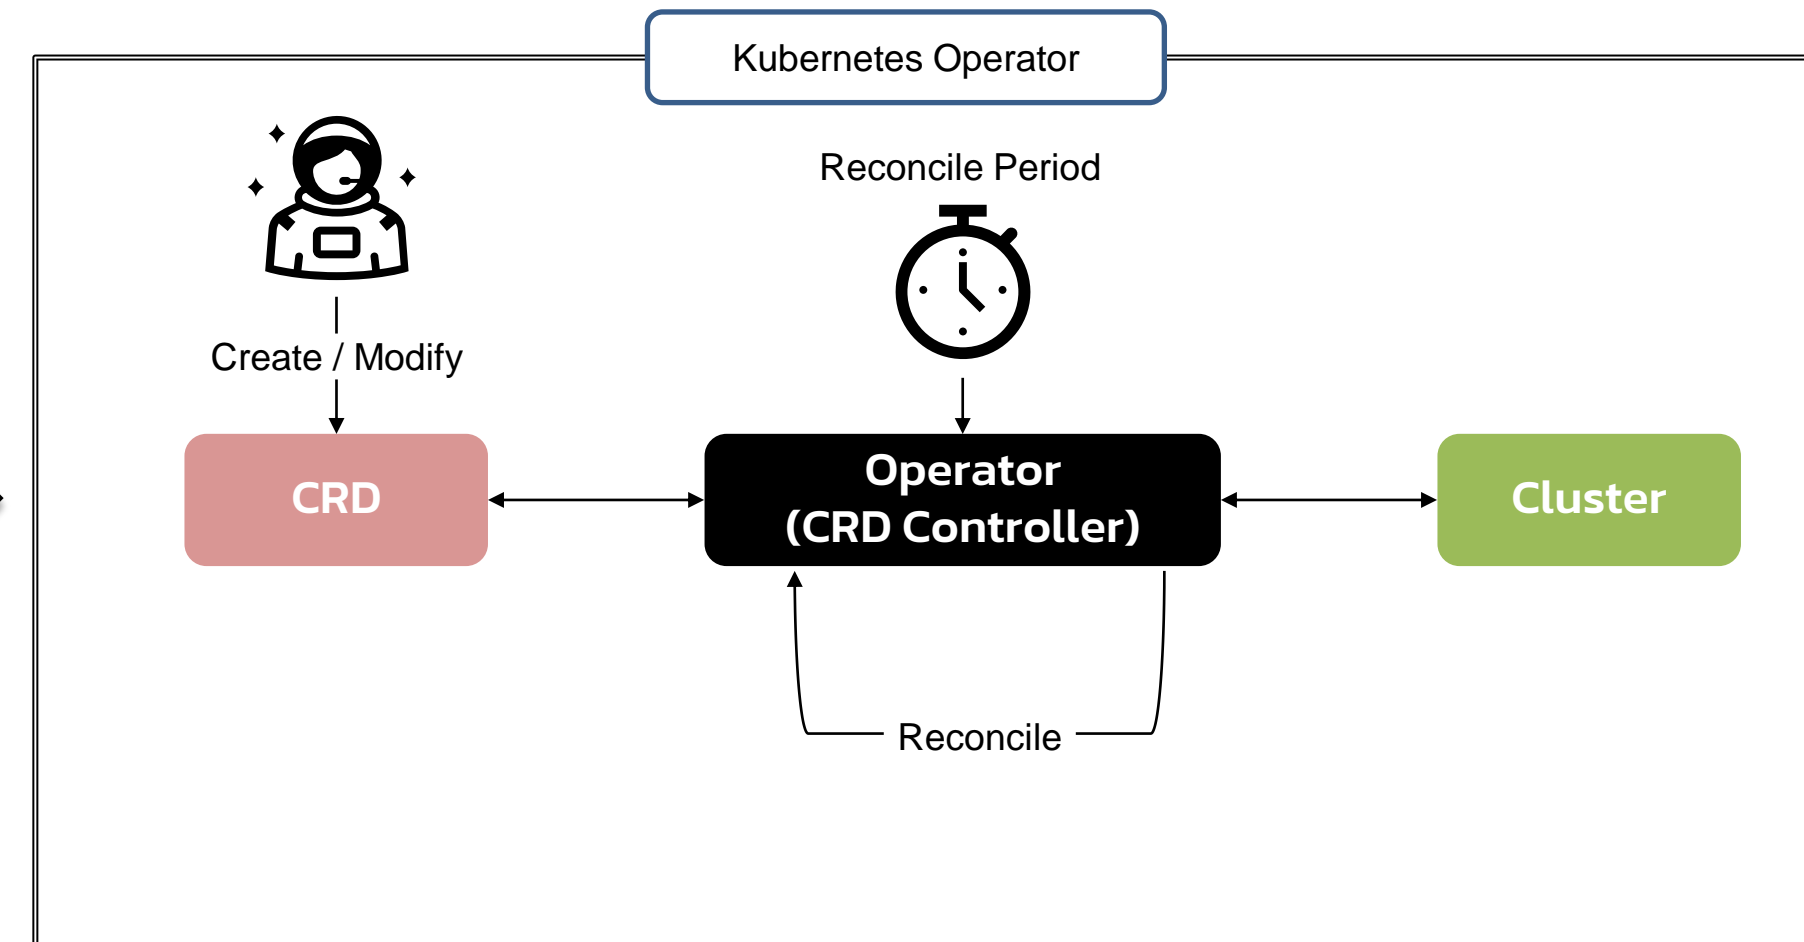 Kubernetes Operator
Reconcile Period
Create / Modify
CRD
Operator
(CRD Controller)
Cluster
Reconcile